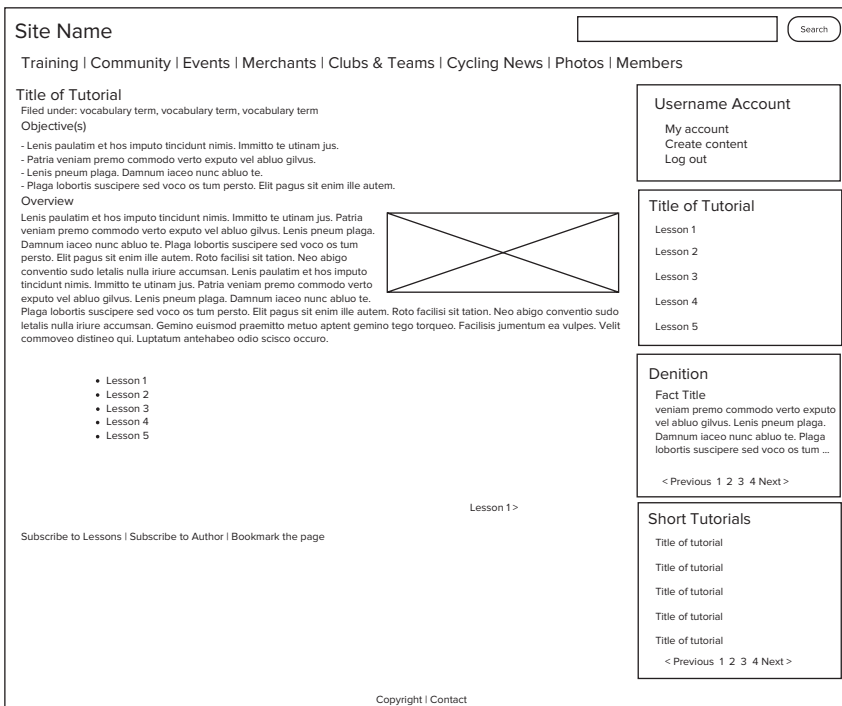 Site Name
Search
Training | Community | Events | Merchants | Clubs & Teams | Cycling News | Photos | Members
Title of Tutorial
Filed under: vocabulary term, vocabulary term, vocabulary term
Objective(s)
- Lenis paulatim et hos imputo tincidunt nimis. Immitto te utinam jus.
- Patria veniam premo commodo verto exputo vel abluo gilvus.
- Lenis pneum plaga. Damnum iaceo nunc abluo te.
- Plaga lobortis suscipere sed voco os tum persto. Elit pagus sit enim ille autem.
Overview
Lenis paulatim et hos imputo tincidunt nimis. Immitto te utinam jus. Patria
veniam premo commodo verto exputo vel abluo gilvus. Lenis pneum plaga.
Damnum iaceo nunc abluo te. Plaga lobortis suscipere sed voco os tum
persto. Elit pagus sit enim ille autem. Roto facilisi sit tation. Neo abigo
conventio sudo letalis nulla iriure accumsan. Lenis paulatim et hos imputo
tincidunt nimis. Immitto te utinam jus. Patria veniam premo commodo verto
exputo vel abluo gilvus. Lenis pneum plaga. Damnum iaceo nunc abluo te.
Plaga lobortis suscipere sed voco os tum persto. Elit pagus sit enim ille autem. Roto facilisi sit tation. Neo abigo conventio sudo
letalis nulla iriure accumsan. Gemino euismod praemitto metuo aptent gemino tego torqueo. Facilisis jumentum ea vulpes. Velit
commoveo distineo qui. Luptatum antehabeo odio scisco occuro.
• Lesson 1
• Lesson 2
• Lesson 3
• Lesson 4
• Lesson 5
Lesson 1 >
Subscribe to Lessons | Subscribe to Author | Bookmark the page
Username Account
My account
Create content
Log out
Title of Tutorial
Lesson 1
Lesson 2
Lesson 3
Lesson 4
Lesson 5
Denition
Fact Title
veniam premo commodo verto exputo
vel abluo gilvus. Lenis pneum plaga.
Damnum iaceo nunc abluo te. Plaga
lobortis suscipere sed voco os tum ...
< Previous 1 2 3 4 Next >
Short Tutorials
Title of tutorial
Title of tutorial
Title of tutorial
Title of tutorial
Title of tutorial
< Previous 1 2 3 4 Next >
Copyright | Contact